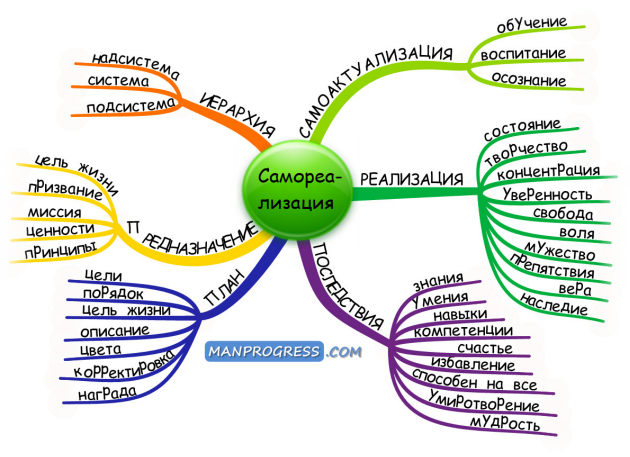 Самореа-
лизация
САМОАКТУАЛИЗАЦИЯ
обУчение
воспитание
осознание
РЕАЛИЗАЦИЯ
состояние
твоРчество
концентРация
УвеРенность
свобода
воля
мУжество
пРепятствия
веРа
наследие
ПОСЛЕДСТВИЯ
знания
Умения
навыки
компетенции
счастье
избавление
способен на все
УмиРотвоРение
мУдРость
ПЛАН
цели
поРядок
цель жизни
описание
цвета
коРРектиРовка
нагРада
ПРЕДНАЗНАЧЕНИЕ
цель жизни
пРизвание
миссия
ценности
пРинципы
ИЕРАРХИЯ
надсистема
система
подсистема
MANPROGRESS.COM